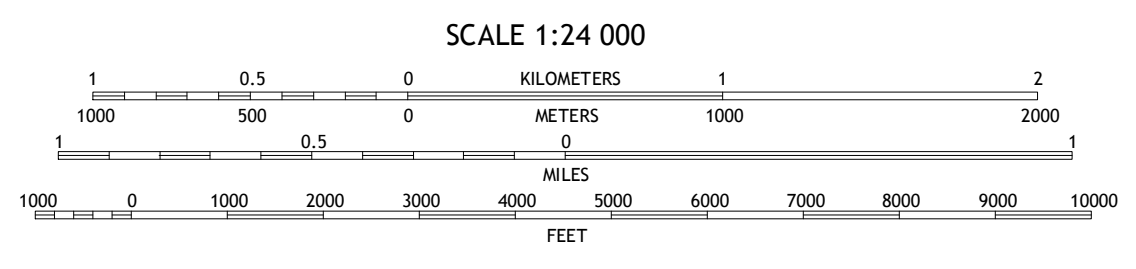 SCALE 1:24 000
1 0.5 0 KILOMETERS 1 2
1000 500 0 METERS 1000 2000
1 0.5 0 1
MILES
1000 0 1000 2000 3000 4000 5000 6000 7000 8000 9000 10000
FEET